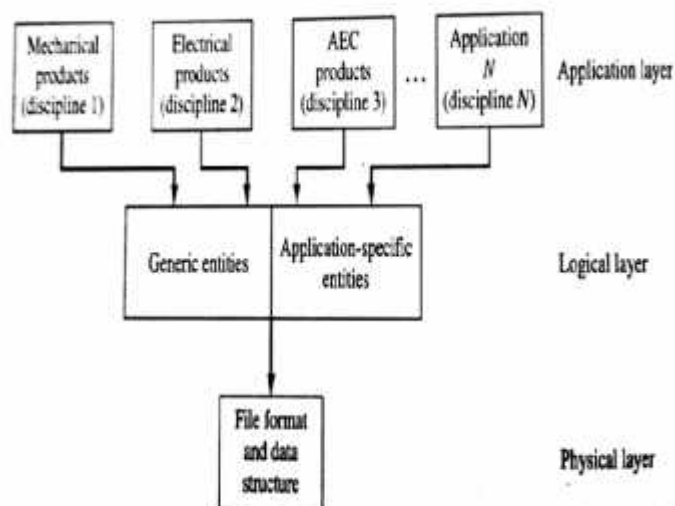 Mechanical
products
(discipline 1)
Electrical
products
(discipline 2)
AEC
products
(discipline 3)
...
Application
N
(discipline N)
Application layer
Generic entities
Application-specific
entities
Logical layer
File format
and data
structure
Physical layer